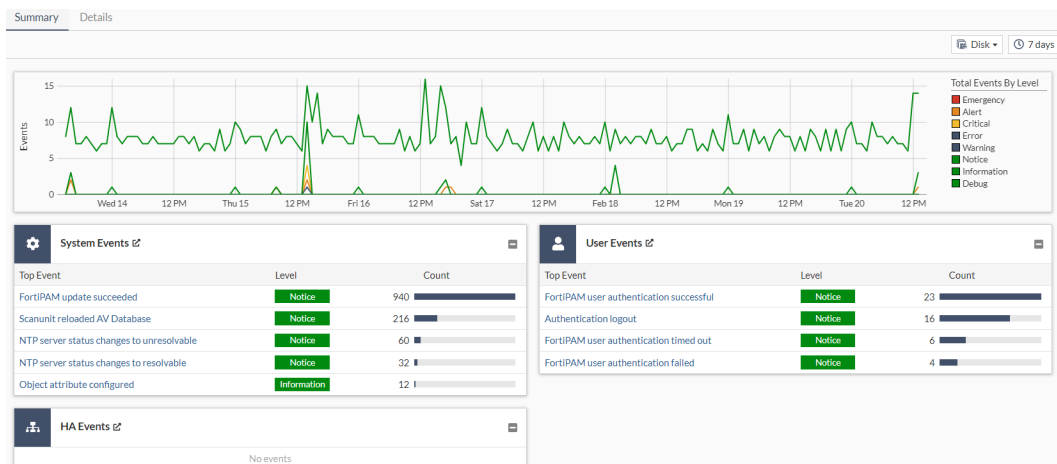 Summary Details
Disk 7 days
Total Events By Level
Emergency
Alert
Critical
Error
Warning
Notice
Information
Debug
Events
15
10
5
0
Wed 14 12 PM Thu 15 12 PM Fri 16 12 PM Sat 17 12 PM Feb 18 12 PM Mon 19 12 PM Tue 20 12 PM
System Events
Top Event Level Count
FortiPAM update succeeded Notice 940
Scanunit reloaded AV Database Notice 216
NTP server status changes to unresolvable Notice 60
NTP server status changes to resolvable Notice 32
Object attribute configured Information 12
User Events
Top Event Level Count
FortiPAM user authentication successful Notice 23
Authentication logout Notice 16
FortiPAM user authentication timed out Notice 6
FortiPAM user authentication failed Notice 4
HA Events
No events